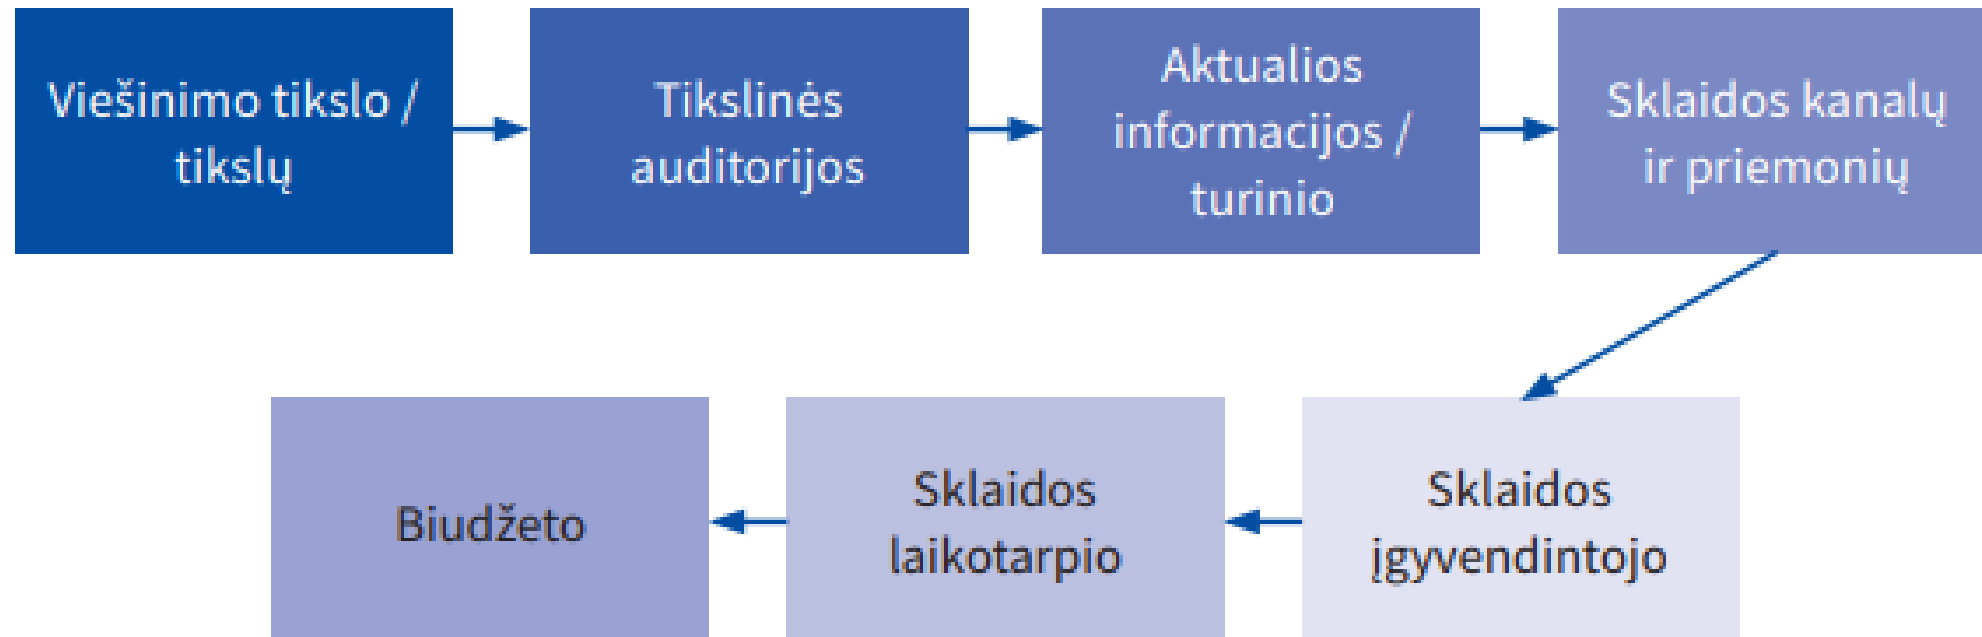 Viešinimo tikslo /
tikslų
Tikslinės
auditorijos
Aktualios
informacijos /
turinio
Sklaidos kanalų
ir priemonių
Sklaidos
įgyvendintojo
Sklaidos
laikotarpio
Biudžeto